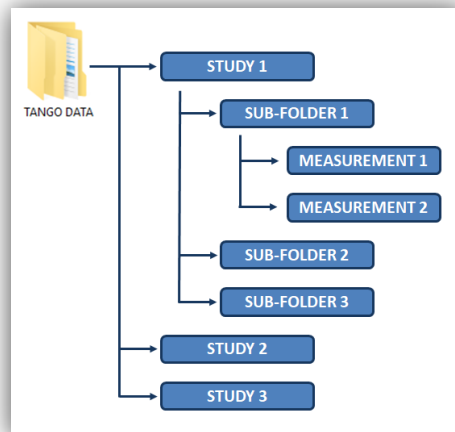 TANGO DATA
STUDY 1
SUB-FOLDER 1
MEASUREMENT 1
MEASUREMENT 2
SUB-FOLDER 2
SUB-FOLDER 3
STUDY 2
STUDY 3